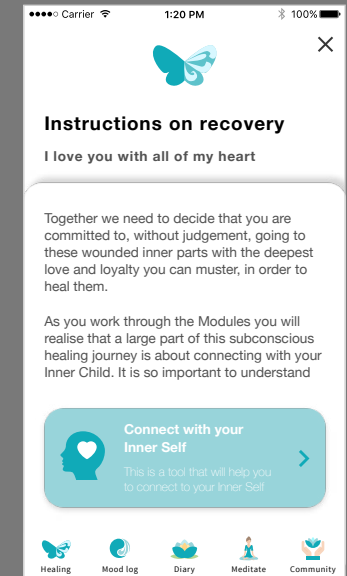 Carrier 1:20 PM 100%
Instructions on recovery
I love you with all of my heart
Together we need to decide that you are
committed to, without judgement, going to
these wounded inner parts with the deepest
love and loyalty you can muster, in order to
heal them.
As you work through the Modules you will
realise that a large part of this subconscious
healing journey is about connecting with your
Inner Child. It is so important to understand
Connect with your
Inner Self
This is a tool that will help you
to connect to your Inner Self
Healing Mood log Diary Meditate Community